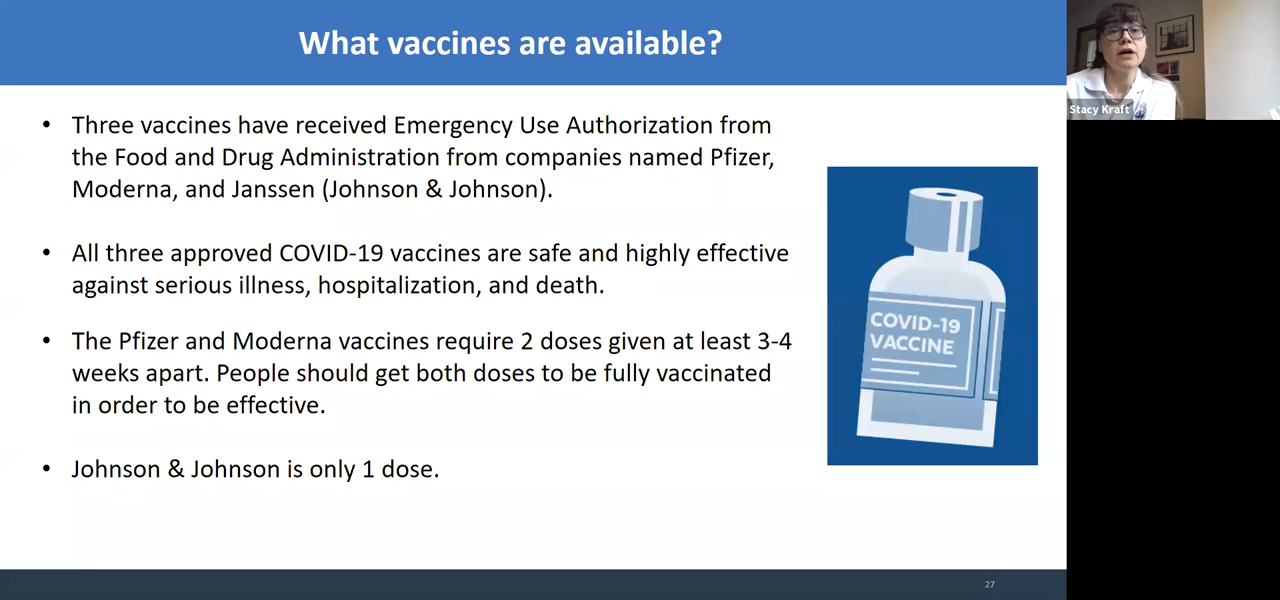 What vaccines are available?
Stacy Kraft
• Three vaccines have received Emergency Use Authorization from
the Food and Drug Administration from companies named Pfizer,
Moderna, and Janssen (Johnson & Johnson).
• All three approved COVID-19 vaccines are safe and highly effective
against serious illness, hospitalization, and death.
• The Pfizer and Moderna vaccines require 2 doses given at least 3-4
weeks apart. People should get both doses to be fully vaccinated
in order to be effective.
• Johnson & Johnson is only 1 dose.
COVID-19
VACCINE
27